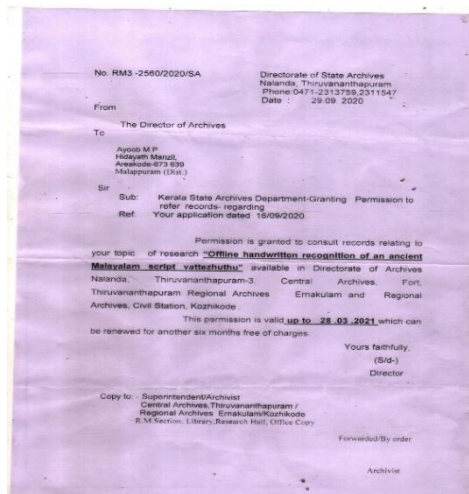 No. RM3 -2560/2020/SA
Directorate of State Archives
Nalanda, Thiruvananthapuram
Phone:0471-2313759,2311547
Date : 29.09. 2020
From
The Director of Archives
To
Ayoob M P
Hidayath Manzil,
Areakode-673 639
Malappuram (Dist.)
Sir
Sub: Kerala State Archives Department-Granting Permission to
refer records- regarding
Ref: Your application dated 16/09/2020.
Permission is granted to consult records relating to
your topic of research "Offline handwritten recognition of an ancient
Malayalam script vattezhuthu" available in Directorate of Archives
Nalanda, Thiruvananthapuram-3, Central Archives, Fort,
Thiruvananthapuram Regional Archives Ernakulam and Regional
Archives, Civil Station, Kozhikode .
This permission is valid up to 28 .03 .2021 which can
be renewed for another six months free of charges.
Yours faithfully,
(S/d-)
Director
Copy to: - Superintendent/Archivist
Central Archives,Thiruvananthapuram /
Regional Archives Ernakulam/Kozhikode
R.M.Section, Library,Research Hall, Office Copy
Forwarded/By order
Archivist